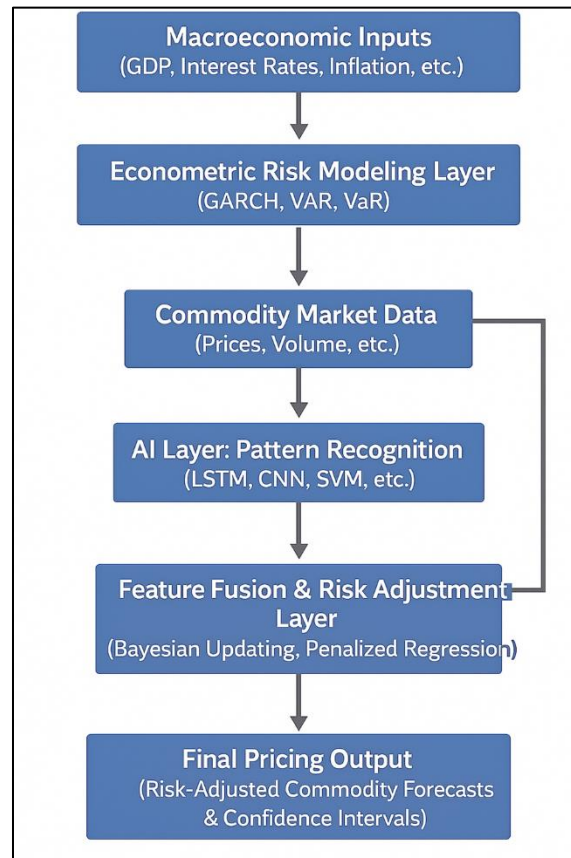 Macroeconomic Inputs
(GDP, Interest Rates, Inflation, etc.)
Econometric Risk Modeling Layer
(GARCH, VAR, VaR)
Commodity Market Data
(Prices, Volume, etc.)
AI Layer: Pattern Recognition
(LSTM, CNN, SVM, etc.)
Feature Fusion & Risk Adjustment
Layer
(Bayesian Updating, Penalized Regression)
Final Pricing Output
(Risk-Adjusted Commodity Forecasts
& Confidence Intervals)